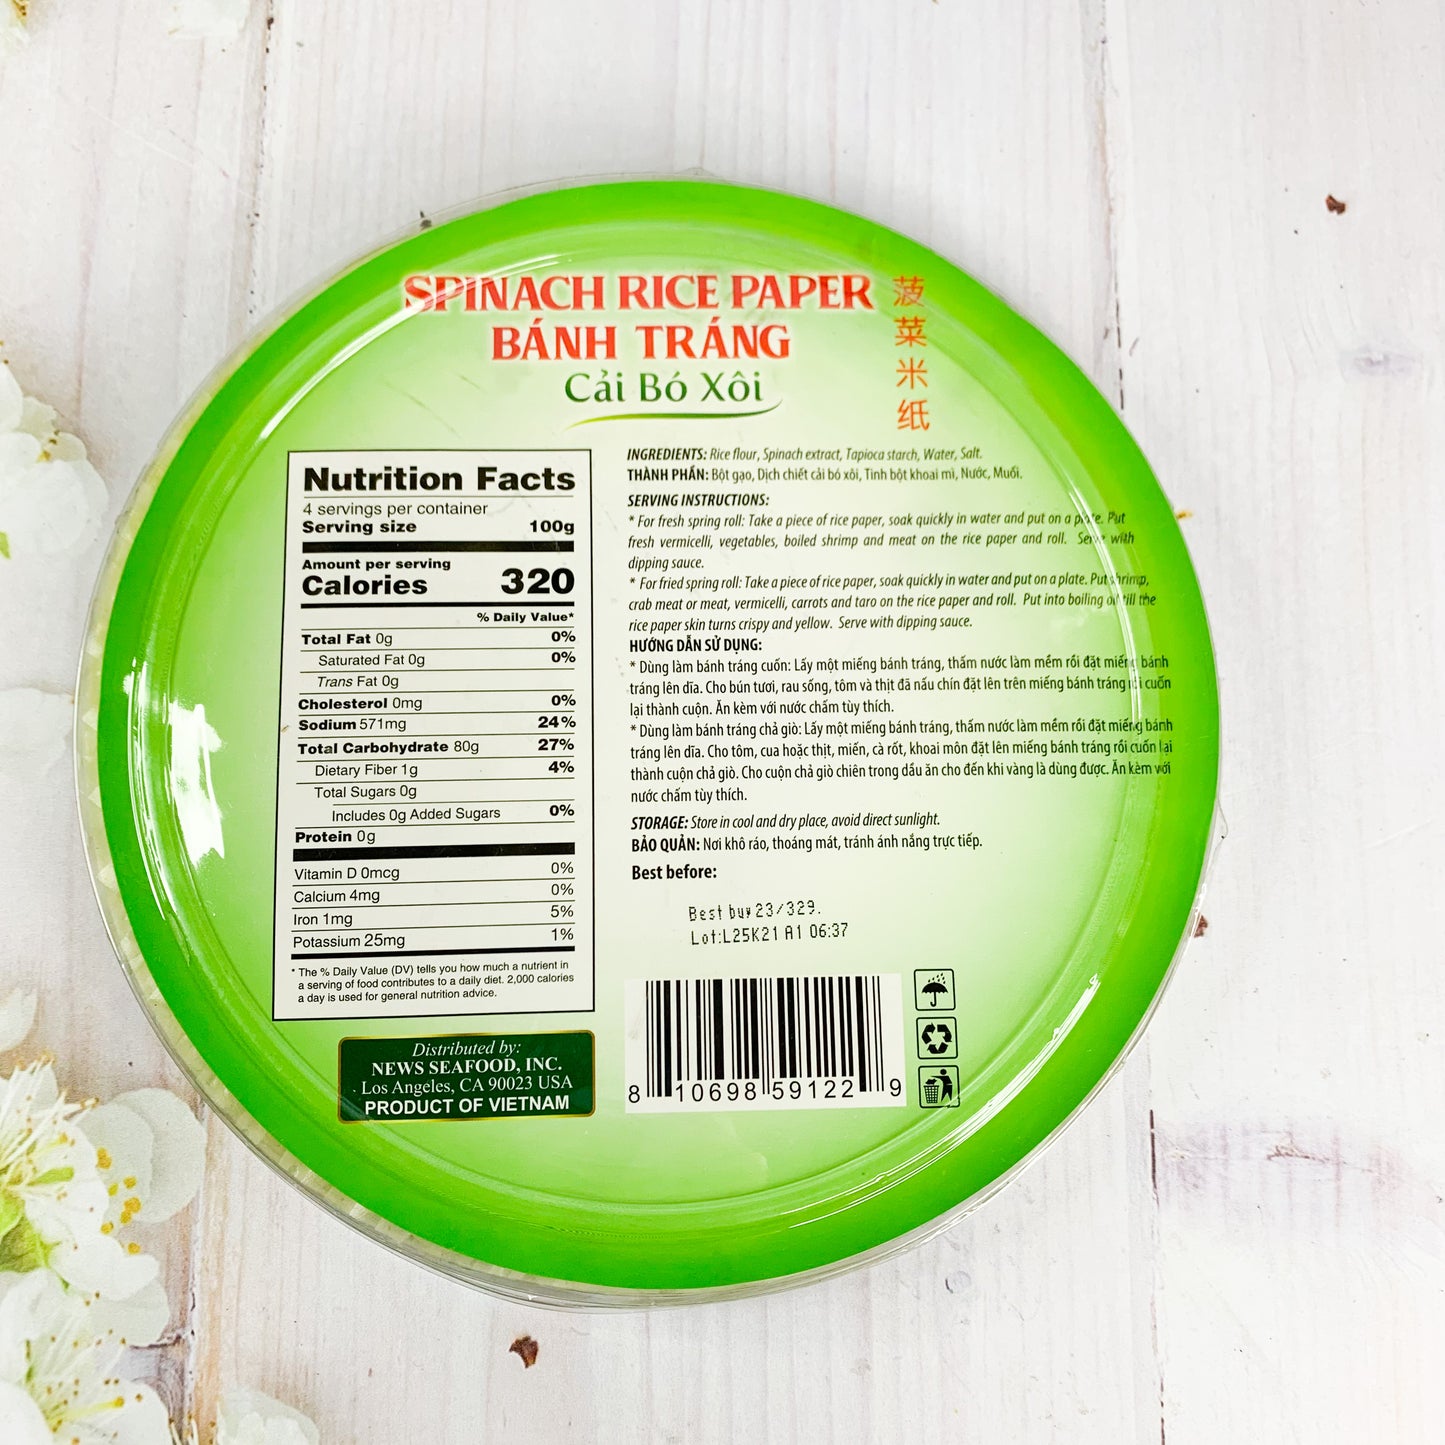 SPINACH RICE PAPER
BÁNH TRÁNG
Cải Bó Xôi
菠
菜
米
纸
Nutrition Facts
4 servings per container
Serving size 100g
Amount per serving
Calories 320
% Daily Value*
Total Fat 0g 0%
Saturated Fat 0g 0%
Trans Fat 0g
Cholesterol 0mg 0%
Sodium 571mg 24%
Total Carbohydrate 80g 27%
Dietary Fiber 1g 4%
Total Sugars 0g
Includes 0g Added Sugars 0%
Protein 0g
Vitamin D 0mcg 0%
Calcium 4mg 0%
Iron 1mg 5%
Potassium 25mg 1%
* The % Daily Value (DV) tells you how much a nutrient in
a serving of food contributes to a daily diet. 2,000 calories
a day is used for general nutrition advice.
Distributed by:
NEWS SEAFOOD, INC.
Los Angeles, CA 90023 USA
PRODUCT OF VIETNAM
INGREDIENTS: Rice flour, Spinach extract, Tapioca starch, Water, Salt.
THÀNH PHẦN: Bột gạo, Dịch chiết cải bó xôi, Tinh bột khoai mì, Nước, Muối.
SERVING INSTRUCTIONS:
* For fresh spring roll: Take a piece of rice paper, soak quickly in water and put on a plate. Put
fresh vermicelli, vegetables, boiled shrimp and meat on the rice paper and roll. Serve with
dipping sauce.
* For fried spring roll: Take a piece of rice paper, soak quickly in water and put on a plate. Put shrimp,
crab meat or meat, vermicelli, carrots and taro on the rice paper and roll. Put into boiling oil till the
rice paper skin turns crispy and yellow. Serve with dipping sauce.
HƯỚNG DẪN SỬ DỤNG:
* Dùng làm bánh tráng cuốn: Lấy một miếng bánh tráng, thấm nước làm mềm rồi đặt miếng bánh
tráng lên dĩa. Cho bún tươi, rau sống, tôm và thịt đã nấu chín đặt lên trên miếng bánh tráng rồi cuốn
lại thành cuộn. Ăn kèm với nước chấm tùy thích.
* Dùng làm bánh tráng chả giò: Lấy một miếng bánh tráng, thấm nước làm mềm rồi đặt miếng bánh
tráng lên dĩa. Cho tôm, cua hoặc thịt, miến, cà rốt, khoai môn đặt lên miếng bánh tráng rồi cuốn lại
thành cuộn chả giò. Cho cuộn chả giò chiên trong dầu ăn cho đến khi vàng là dùng được. Ăn kèm với
nước chấm tùy thích.
STORAGE: Store in cool and dry place, avoid direct sunlight.
BẢO QUẢN: Nơi khô ráo, thoáng mát, tránh ánh nắng trực tiếp.
Best before:
Best buy 23/329.
Lot:L25K21 A1 06:37
8 10698 59122 9